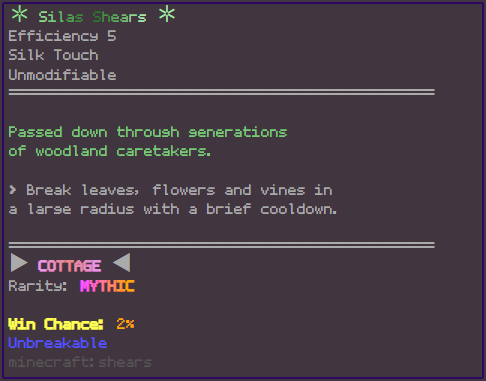 ✳ Silas Shears ✳
Efficiency 5
Silk Touch
Unmodifiable
Passed down through generations
of woodland caretakers.
> Break leaves, flowers and vines in
a large radius with a brief cooldown.
▶ COTTAGE ◀
Rarity: MYTHIC
Win Chance: 2%
Unbreakable
minecraft:shears